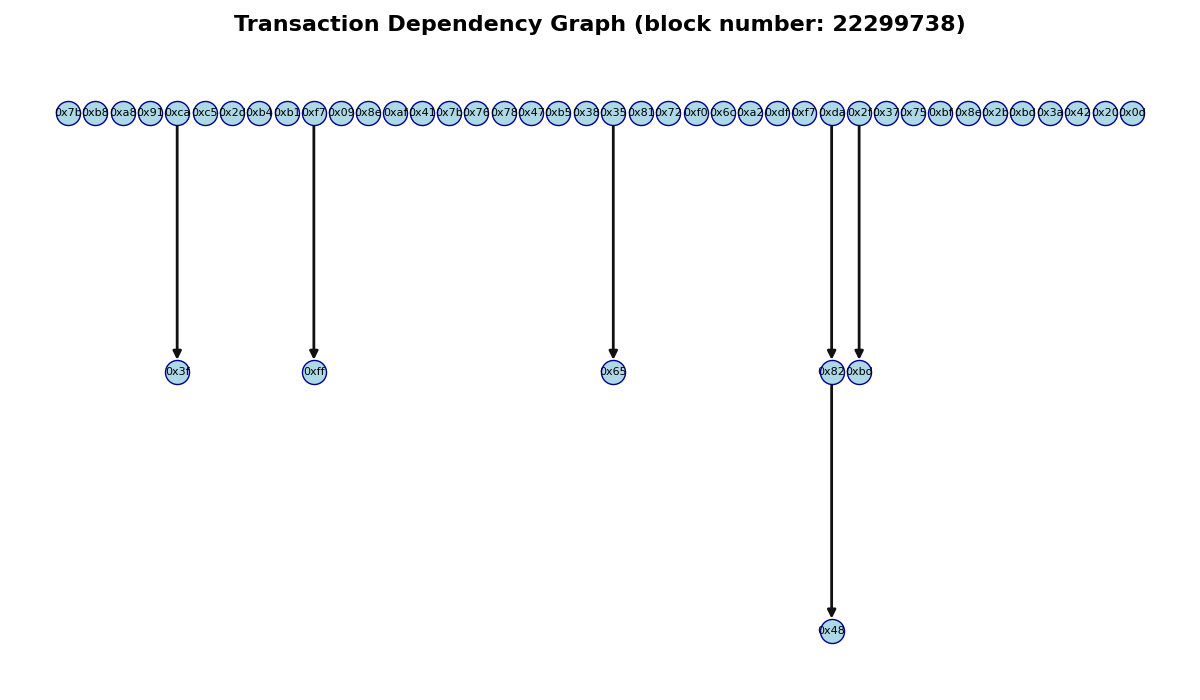 Transaction Dependency Graph (block number: 22299738)
0x7b 0xb8 0xa8 0x91 0xca 0xc5 0x2d 0xb4 0xb1 0xf7 0x09 0x8e 0xaf 0x41 0x7b 0x76 0x78 0x47 0xb5 0x38 0x35 0x81 0x72 0xf0 0x6c 0xa2 0xdf 0xf7 0xda 0x2f 0x37 0x75 0xbf 0x8e 0x2b 0xbd 0x3a 0x42 0x20 0x0d
0x3f 0xff 0x65 0x82 0xbd
0x48